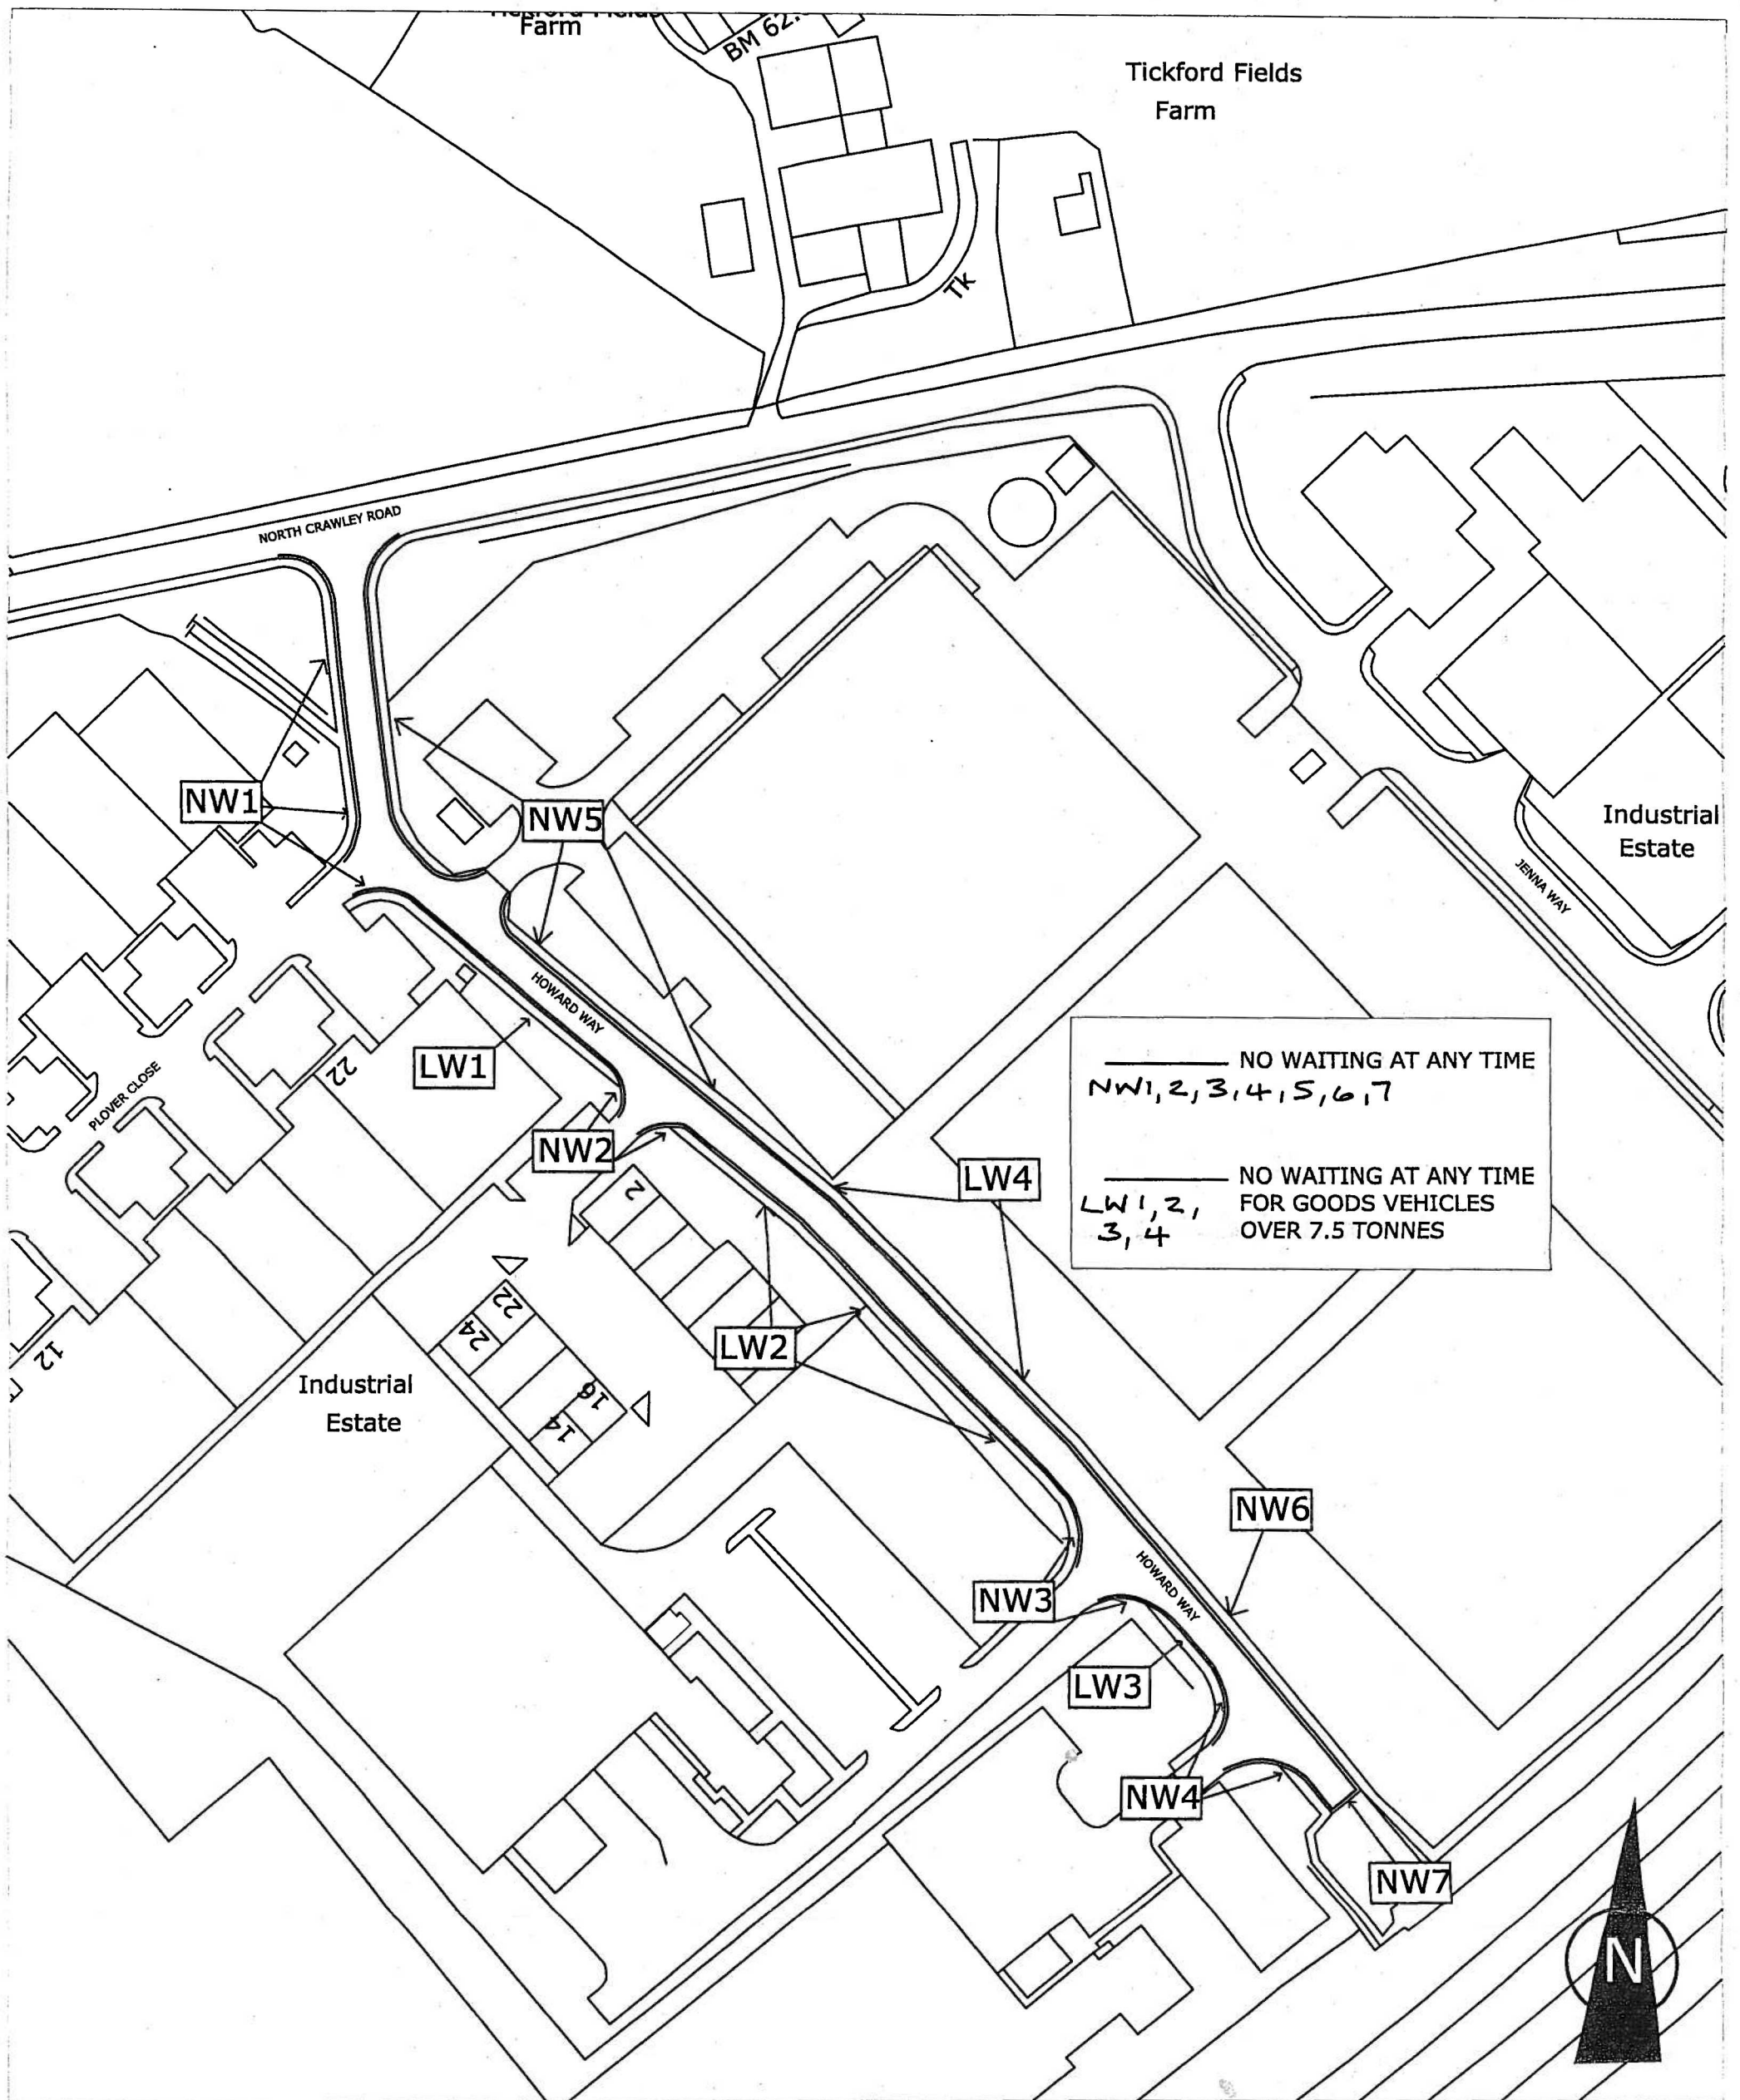 Farm
BM 62.
Tickford Fields
Farm
Tk
NORTH CRAWLEY ROAD
NW1
NW5
Industrial
Estate
JENNA WAY
HOWARD WAY
LW1
22
PLOVER CLOSE
NW2
2
LW4
NO WAITING AT ANY TIME
NW1,2,3,4,5,6,7
NO WAITING AT ANY TIME
LW1,2, FOR GOODS VEHICLES
3,4 OVER 7.5 TONNES
22
24
12
LW2
16
14
Industrial
Estate
NW6
HOWARD WAY
NW3
LW3
NW4
NW7
N